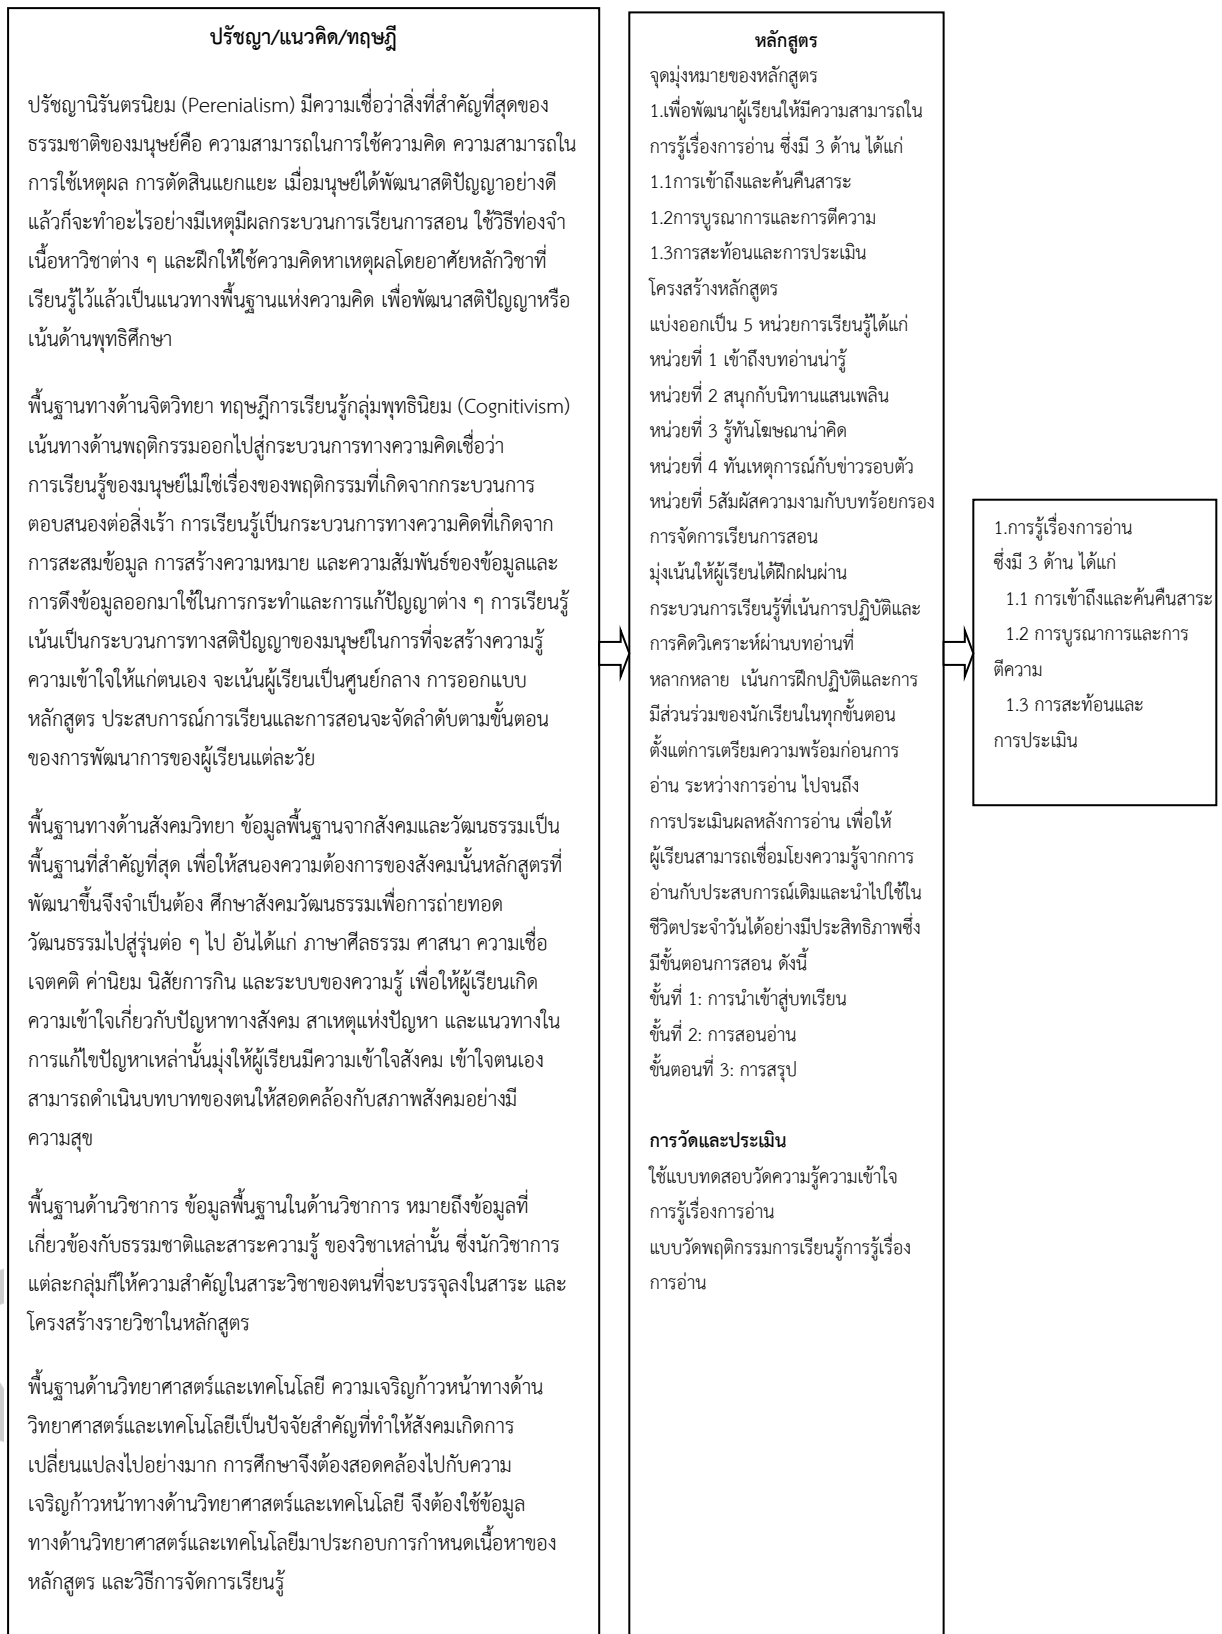 ปรัชญา/แนวคิด/ทฤษฎี
ปรัชญานิรันตรนิยม (Perenialism) มีความเชื่อว่าสิ่งที่สำคัญที่สุดของ
ธรรมชาติของมนุษย์คือ ความสามารถในการใช้ความคิด ความสามารถใน
การใช้เหตุผล การตัดสินแยกแยะ เมื่อมนุษย์ได้พัฒนาสติปัญญาอย่างดี
แล้วก็จะทำอะไรอย่างมีเหตุมีผลกระบวนการเรียนการสอน ใช้วิธีท่องจำ
เนื้อหาวิชาต่าง ๆ และฝึกให้ใช้ความคิดหาเหตุผลโดยอาศัยหลักวิชาที่
เรียนรู้ไว้แล้วเป็นแนวทางพื้นฐานแห่งความคิด เพื่อพัฒนาสติปัญญาหรือ
เน้นด้านพุทธิศึกษา
พื้นฐานทางด้านจิตวิทยา ทฤษฎีการเรียนรู้กลุ่มพุทธินิยม (Cognitivism)
เน้นทางด้านพฤติกรรมออกไปสู่กระบวนการทางความคิดเชื่อว่า
การเรียนรู้ของมนุษย์ไม่ใช่เรื่องของพฤติกรรมที่เกิดจากกระบวนการ
ตอบสนองต่อสิ่งเร้า การเรียนรู้เป็นกระบวนการทางความคิดที่เกิดจาก
การสะสมข้อมูล การสร้างความหมาย และความสัมพันธ์ของข้อมูลและ
การดึงข้อมูลออกมาใช้ในการกระทำและการแก้ปัญญาต่าง ๆ การเรียนรู้
เน้นเป็นกระบวนการทางสติปัญญาของมนุษย์ในการที่จะสร้างความรู้
ความเข้าใจให้แก่ตนเอง จะเน้นผู้เรียนเป็นศูนย์กลาง การออกแบบ
หลักสูตร ประสบการณ์การเรียนและการสอนจะจัดลำดับตามขั้นตอน
ของการพัฒนาการของผู้เรียนแต่ละวัย
พื้นฐานทางด้านสังคมวิทยา ข้อมูลพื้นฐานจากสังคมและวัฒนธรรมเป็น
พื้นฐานที่สำคัญที่สุด เพื่อให้สนองความต้องการของสังคมนั้นหลักสูตรที่
พัฒนาขึ้นจึงจำเป็นต้อง ศึกษาสังคมวัฒนธรรมเพื่อการถ่ายทอด
วัฒนธรรมไปสู่รุ่นต่อ ๆ ไป อันได้แก่ ภาษาศีลธรรม ศาสนา ความเชื่อ
เจตคติ ค่านิยม นิสัยการกิน และระบบของความรู้ เพื่อให้ผู้เรียนเกิด
ความเข้าใจเกี่ยวกับปัญหาทางสังคม สาเหตุแห่งปัญหา และแนวทางใน
การแก้ไขปัญหาเหล่านั้นมุ่งให้ผู้เรียนมีความเข้าใจสังคม เข้าใจตนเอง
สามารถดำเนินบทบาทของตนให้สอดคล้องกับสภาพสังคมอย่างมี
ความสุข
พื้นฐานด้านวิชาการ ข้อมูลพื้นฐานในด้านวิชาการ หมายถึงข้อมูลที่
เกี่ยวข้องกับธรรมชาติและสาระความรู้ ของวิชาเหล่านั้น ซึ่งนักวิชาการ
แต่ละกลุ่มก็ให้ความสำคัญในสาระวิชาของตนที่จะบรรจุลงในสาระ และ
โครงสร้างรายวิชาในหลักสูตร
พื้นฐานด้านวิทยาศาสตร์และเทคโนโลยี ความเจริญก้าวหน้าทางด้าน
วิทยาศาสตร์และเทคโนโลยีเป็นปัจจัยสำคัญที่ทำให้สังคมเกิดการ
เปลี่ยนแปลงไปอย่างมาก การศึกษาจึงต้องสอดคล้องไปกับความ
เจริญก้าวหน้าทางด้านวิทยาศาสตร์และเทคโนโลยี จึงต้องใช้ข้อมูล
ทางด้านวิทยาศาสตร์และเทคโนโลยีมาประกอบการกำหนดเนื้อหาของ
หลักสูตร และวิธีการจัดการเรียนรู้
หลักสูตร
จุดมุ่งหมายของหลักสูตร
1.เพื่อพัฒนาผู้เรียนให้มีความสามารถใน
การรู้เรื่องการอ่าน ซึ่งมี 3 ด้าน ได้แก่
1.1การเข้าถึงและค้นคืนสาระ
1.2การบูรณาการและการตีความ
1.3การสะท้อนและการประเมิน
โครงสร้างหลักสูตร
แบ่งออกเป็น 5 หน่วยการเรียนรู้ได้แก่
หน่วยที่ 1 เข้าถึงบทอ่านน่ารู้
หน่วยที่ 2 สนุกกับนิทานแสนเพลิน
หน่วยที่ 3 รู้ทันโฆษณาน่าคิด
หน่วยที่ 4 ทันเหตุการณ์กับข่าวรอบตัว
หน่วยที่ 5สัมผัสความงามกับบทร้อยกรอง
การจัดการเรียนการสอน
มุ่งเน้นให้ผู้เรียนได้ฝึกฝนผ่าน
กระบวนการเรียนรู้ที่เน้นการปฏิบัติและ
การคิดวิเคราะห์ผ่านบทอ่านที่
หลากหลาย เน้นการฝึกปฏิบัติและการ
มีส่วนร่วมของนักเรียนในทุกขั้นตอน
ตั้งแต่การเตรียมความพร้อมก่อนการ
อ่าน ระหว่างการอ่าน ไปจนถึง
การประเมินผลหลังการอ่าน เพื่อให้
ผู้เรียนสามารถเชื่อมโยงความรู้จากการ
อ่านกับประสบการณ์เดิมและนำไปใช้ใน
ชีวิตประจำวันได้อย่างมีประสิทธิภาพซึ่ง
มีขั้นตอนการสอน ดังนี้
ขั้นที่ 1: การนำเข้าสู่บทเรียน
ขั้นที่ 2: การสอนอ่าน
ขั้นตอนที่ 3: การสรุป
การวัดและประเมิน
ใช้แบบทดสอบวัดความรู้ความเข้าใจ
การรู้เรื่องการอ่าน
แบบวัดพฤติกรรมการเรียนรู้การรู้เรื่อง
การอ่าน
1.การรู้เรื่องการอ่าน
ซึ่งมี 3 ด้าน ได้แก่
1.1 การเข้าถึงและค้นคืนสาระ
1.2 การบูรณาการและการ
ตีความ
1.3 การสะท้อนและ
การประเมิน